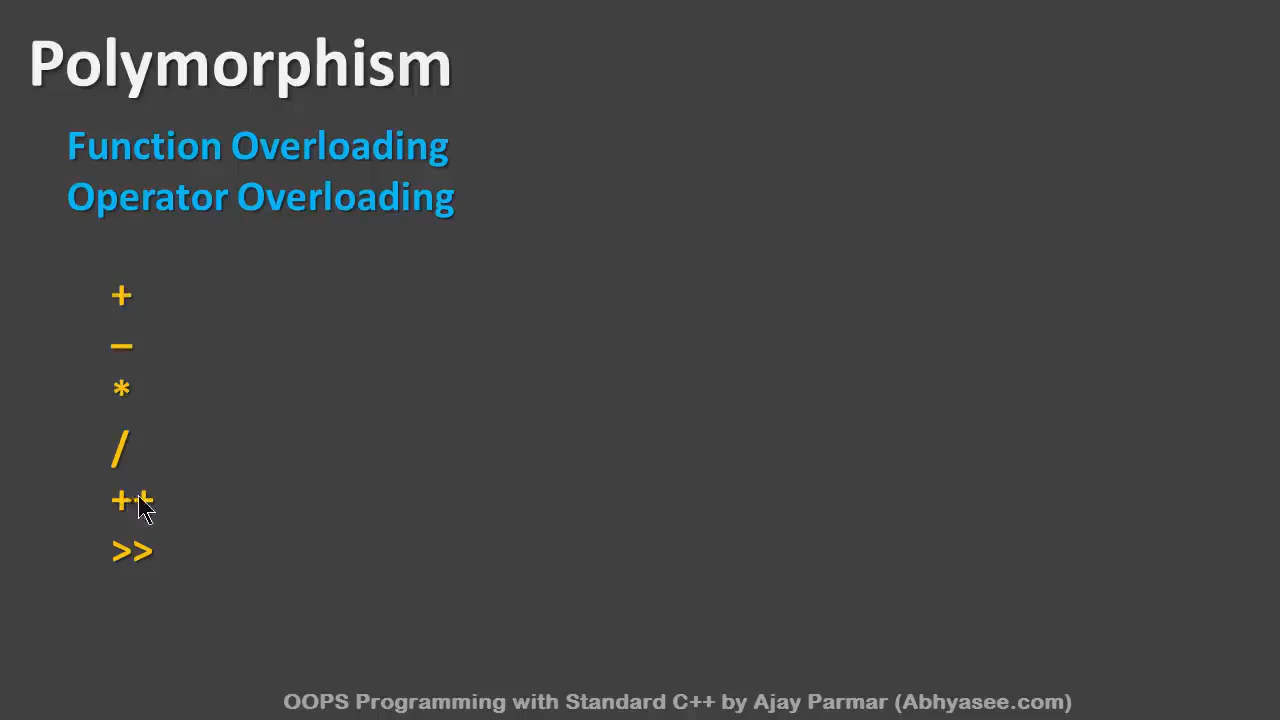 Polymorphism
Function Overloading
Operator Overloading
+
–
*
/
++
>>
OOPS Programming with Standard C++ by Ajay Parmar (Abhyasee.com)